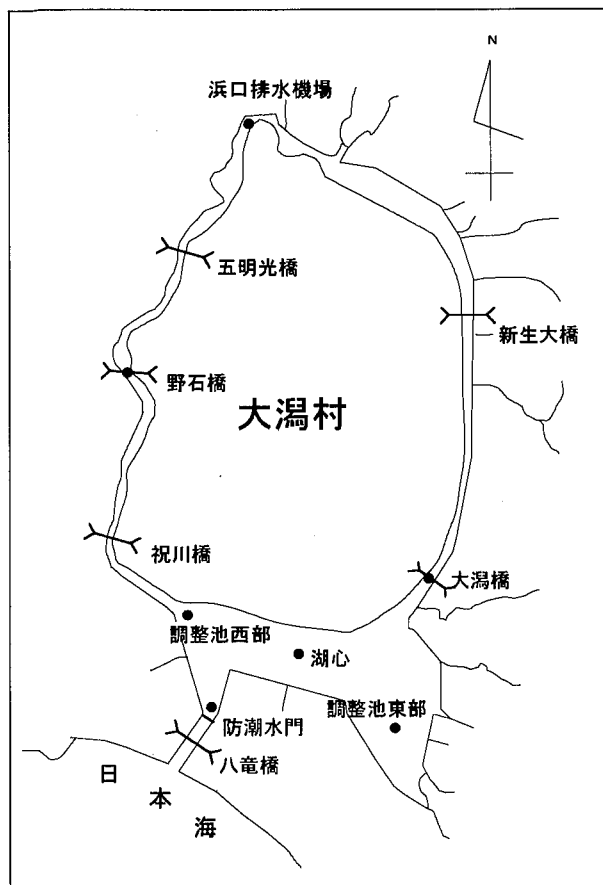 N
浜口排水機場
五明光橋
新生大橋
野石橋
大潟村
祝川橋
大潟橋
調整池西部
湖心
防潮水門
調整池東部
八竜橋
日本海